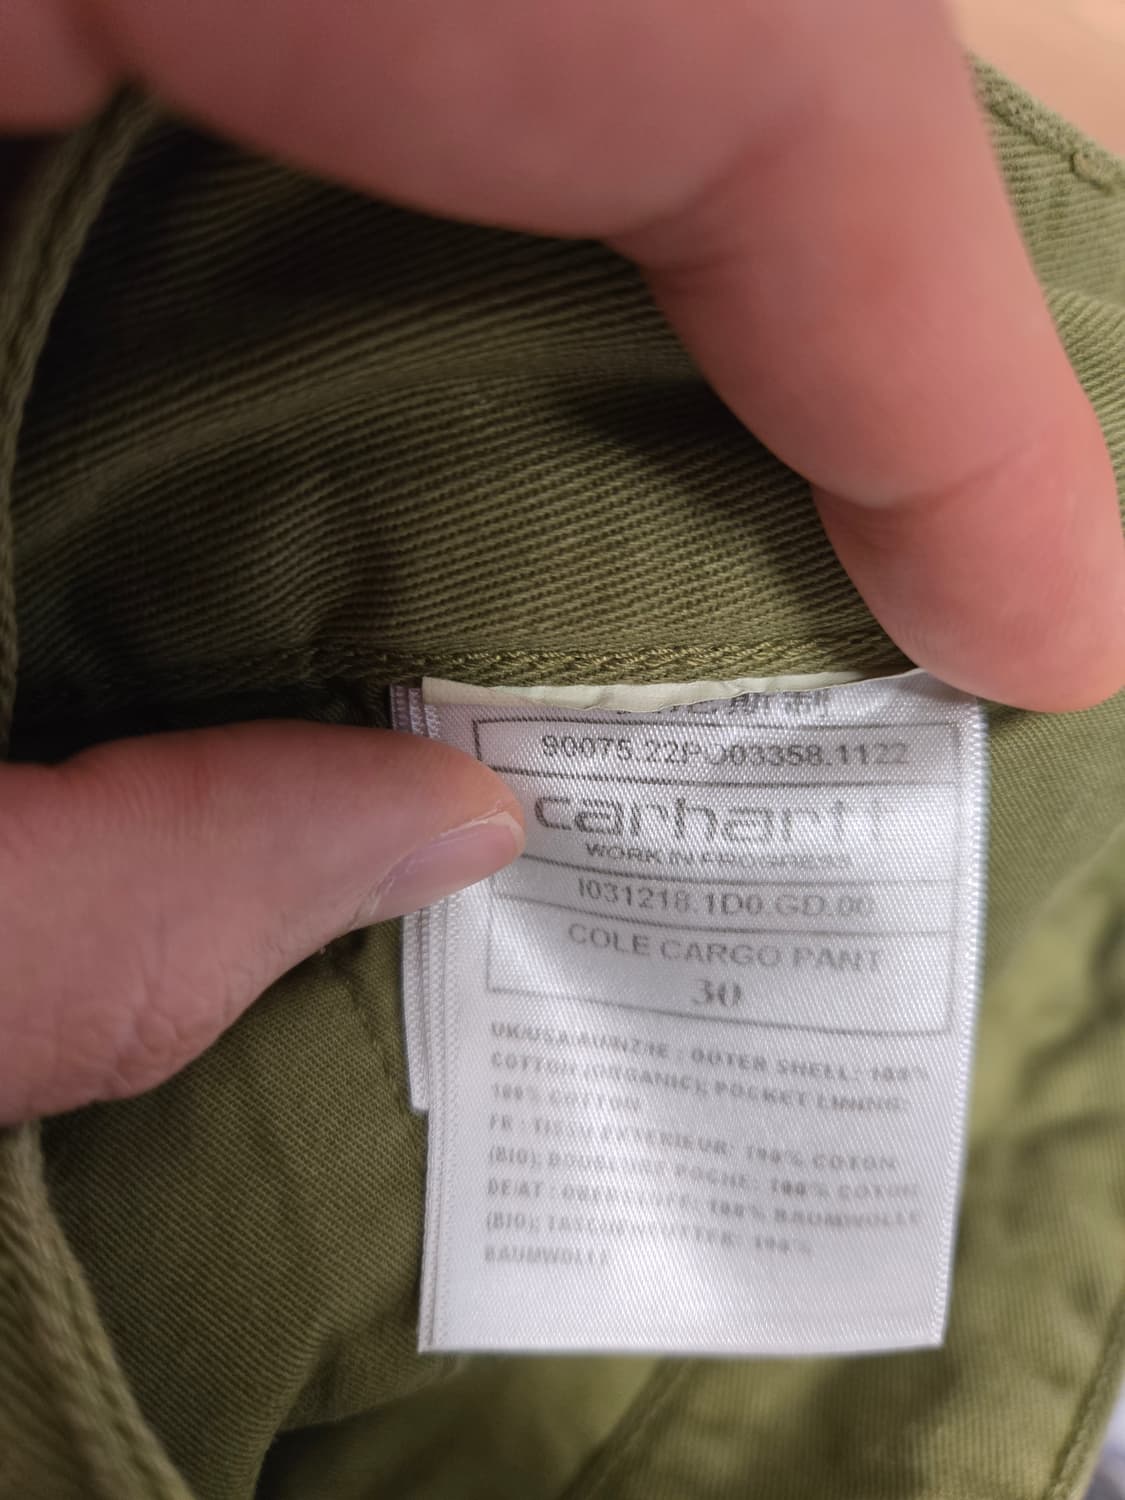 90075.22PO03358.1122
carhartt
WORK IN PROGRESS
I031218.1D0.GD.00
COLE CARGO PANT
30
UK/USA/AU/NZ/IE : OUTER SHELL: 100%
COTTON (ORGANIC); POCKET LINING:
100% COTTON
FR : TISSU EXTERIEUR: 100% COTON
(BIO); DOUBLURE POCHE: 100% COTON
DE/AT : OBERSTOFF: 100% BAUMWOLLE
(BIO); TASCHENFUTTER: 100%
BAUMWOLLE